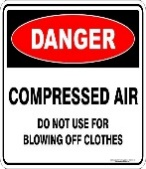 DANGER
COMPRESSED AIR
DO NOT USE FOR
BLOWING OFF CLOTHES